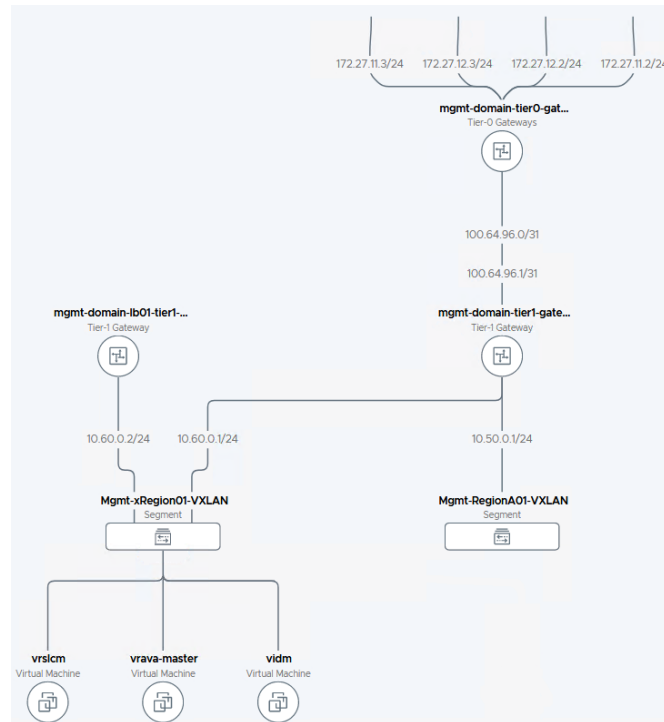 172.27.11.3/24 172.27.12.3/24 172.27.12.2/24 172.27.11.2/24
mgmt-domain-tier0-gat...
Tier-0 Gateways
100.64.96.0/31
100.64.96.1/31
mgmt-domain-lb01-tier1-... mgmt-domain-tier1-gate...
Tier-1 Gateway Tier-1 Gateway
10.60.0.2/24 10.60.0.1/24 10.50.0.1/24
Mgmt-xRegion01-VXLAN Mgmt-RegionA01-VXLAN
Segment Segment
vrslcm vrava-master vidm
Virtual Machine Virtual Machine Virtual Machine